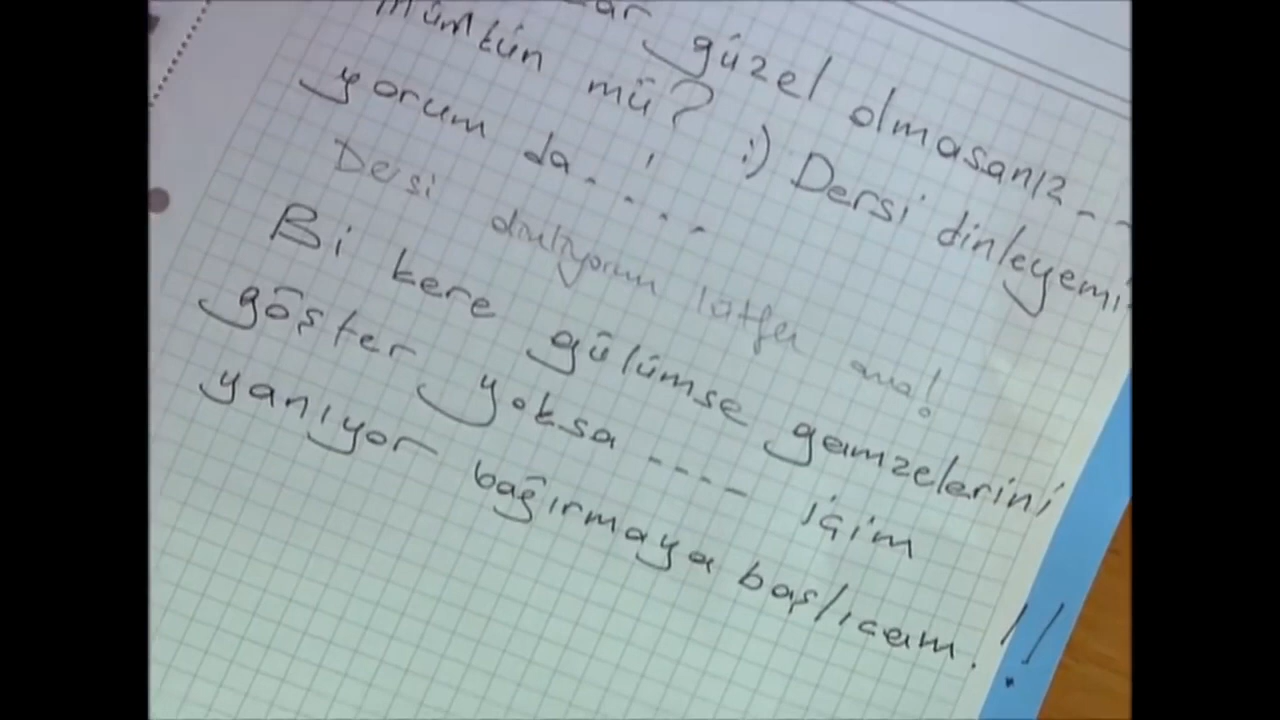 güzel olmasanız - -
mümkün mü? :) Dersi dinleyemi
yorum da . . . . .
Dersi dinliyorum lütfen ama!
Bi kere gülümse gamzelerini
göster yoksa - - - - içim
yanıyor bağırmaya başlıcam. !!